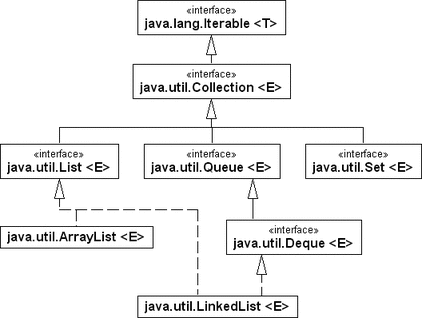 «interface»
java.lang.Iterable <T>
«interface»
java.util.Collection <E>
«interface»
java.util.List <E>
«interface»
java.util.Queue <E>
«interface»
java.util.Set <E>
java.util.ArrayList <E>
«interface»
java.util.Deque <E>
java.util.LinkedList <E>